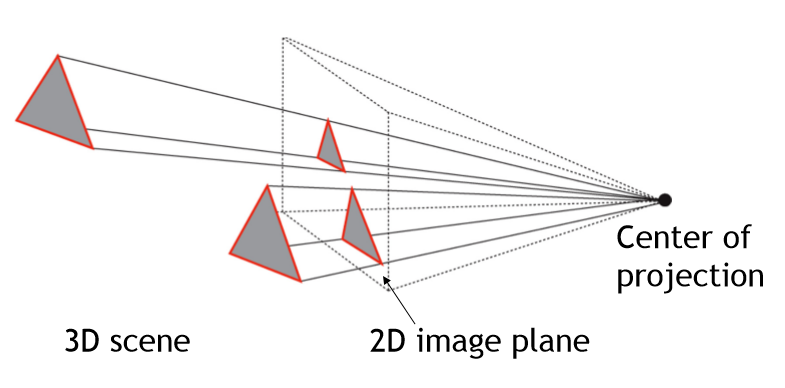 Center of
projection
3D scene
2D image plane